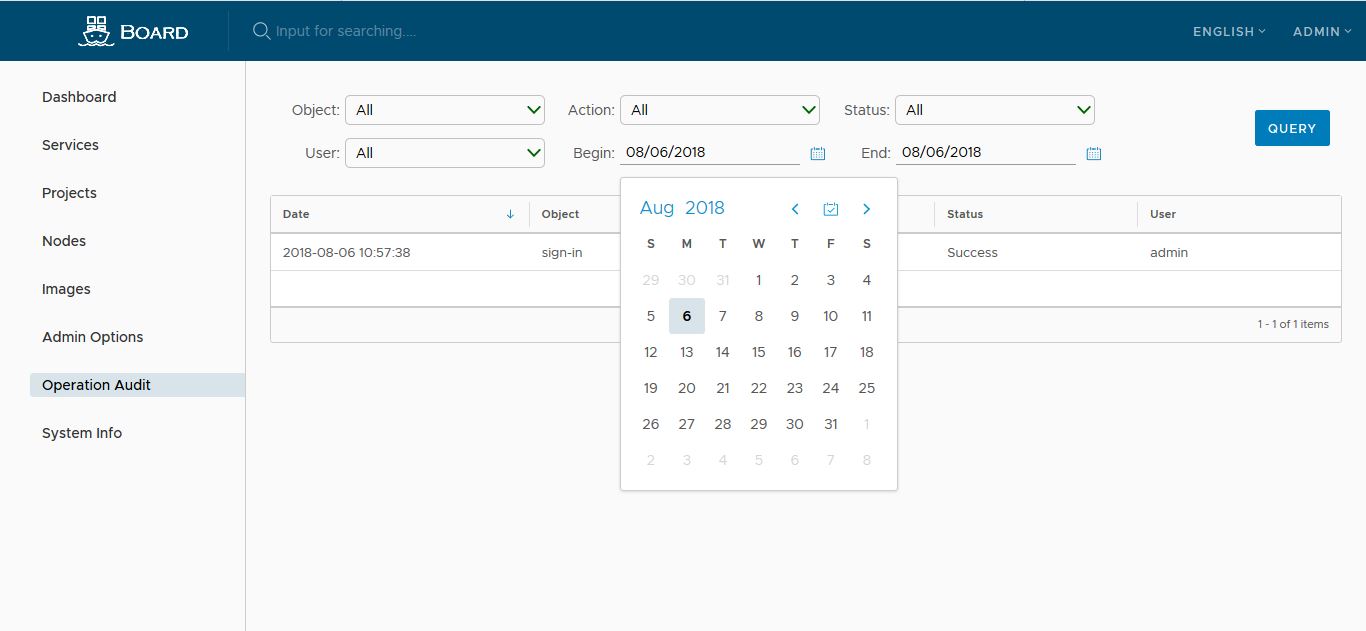 BOARD
Input for searching....
ENGLISH
ADMIN
Dashboard
Services
Projects
Nodes
Images
Admin Options
Operation Audit
System Info
Object: All
Action: All
Status: All
User: All
Begin: 08/06/2018
End: 08/06/2018
QUERY
Date Object Status User
2018-08-06 10:57:38 sign-in Success admin
1 - 1 of 1 items
Aug 2018
S M T W T F S
29 30 31 1 2 3 4
5 6 7 8 9 10 11
12 13 14 15 16 17 18
19 20 21 22 23 24 25
26 27 28 29 30 31 1
2 3 4 5 6 7 8